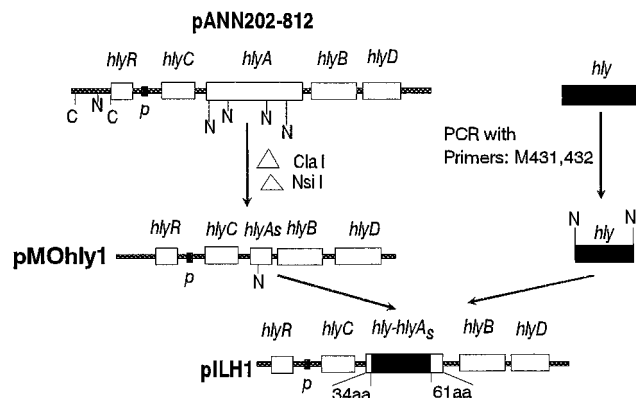 pANN202-812
hlyR hlyC hlyA hlyB hlyD
hly
C N C p N N N N
Cla I
Nsi I
PCR with
Primers: M431,432
N N
hly
hlyR hlyC hlyAs hlyB hlyD
pMOhly1
p N
hlyR hlyC hly-hlyAs hlyB hlyD
pILH1
p
34aa 61aa